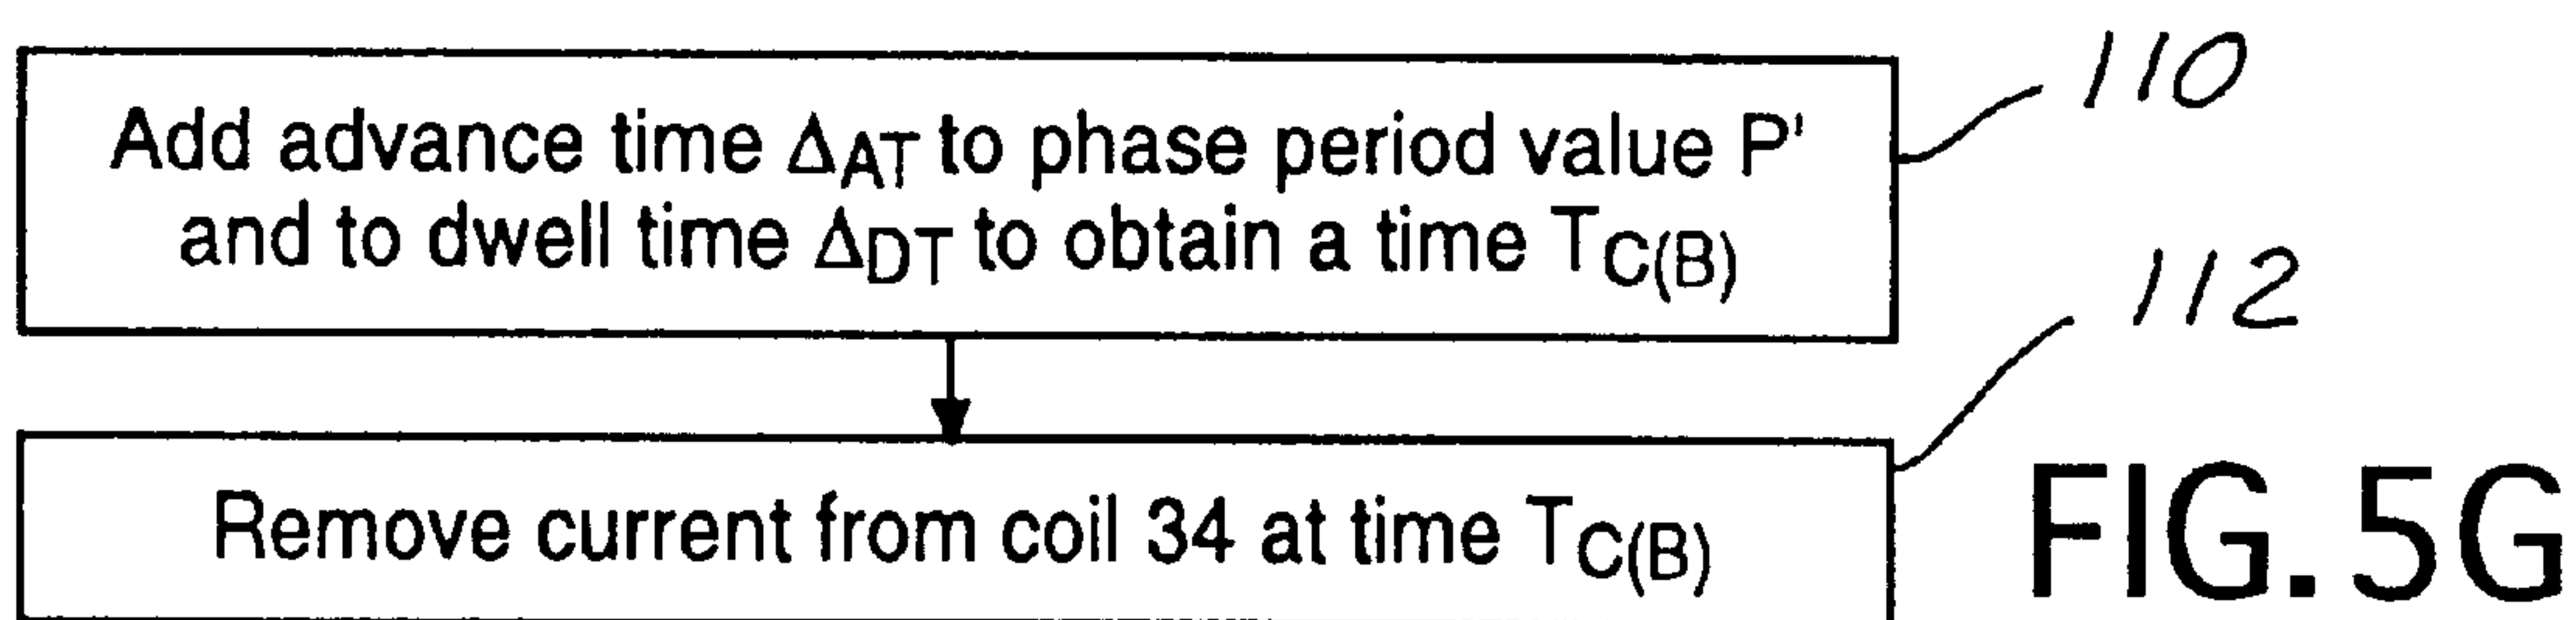 110
Add advance time ΔAT to phase period value P'
and to dwell time ΔDT to obtain a time TC(B)
112
Remove current from coil 34 at time TC(B)
FIG. 5G